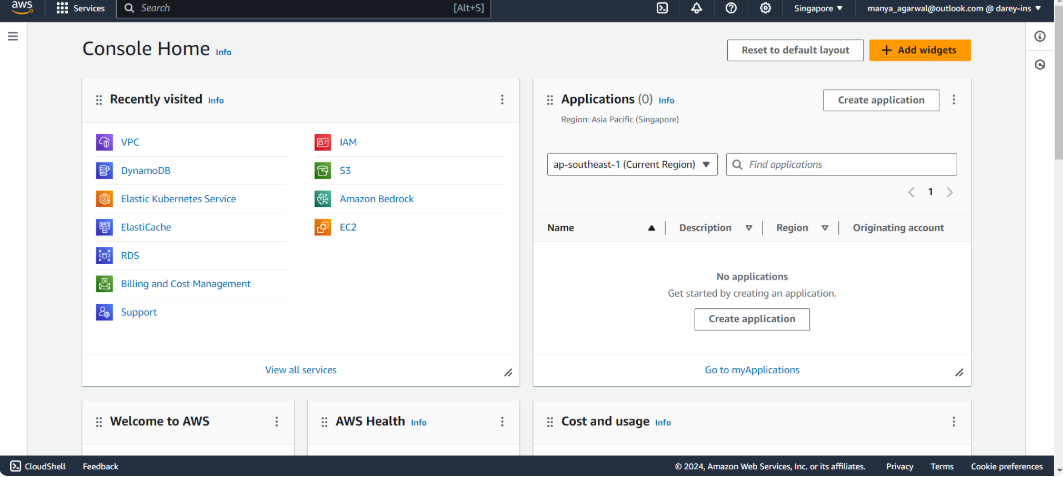 aws
Services
Search
[Alt+S]
Singapore
manya_agarwal@outlook.com @ darey-ins
Console Home Info
Reset to default layout
Add widgets
Recently visited Info
VPC
DynamoDB
Elastic Kubernetes Service
ElastiCache
RDS
Billing and Cost Management
Support
IAM
S3
Amazon Bedrock
EC2
View all services
Applications (0) Info
Region: Asia Pacific (Singapore)
Create application
ap-southeast-1 (Current Region)
Find applications
1
Name Description Region Originating account
No applications
Get started by creating an application.
Create application
Go to myApplications
Welcome to AWS
AWS Health Info
Cost and usage Info
CloudShell Feedback © 2024, Amazon Web Services, Inc. or its affiliates. Privacy Terms Cookie preferences